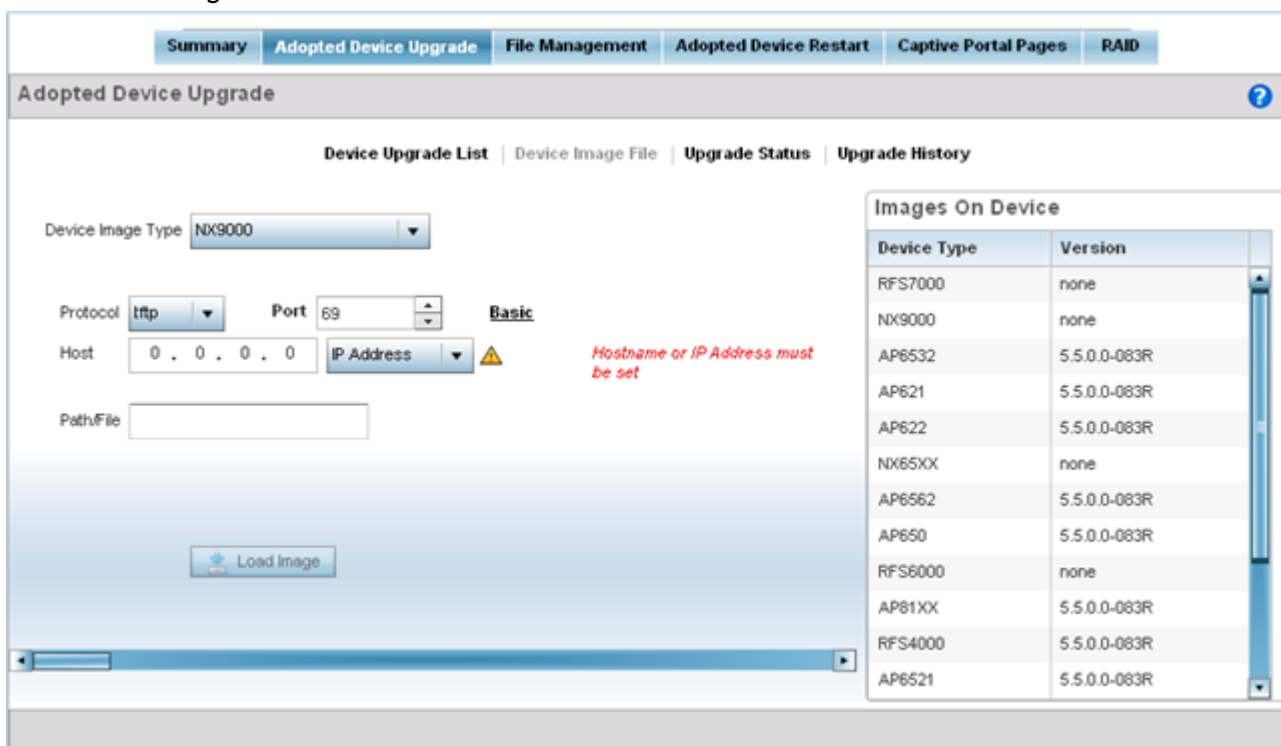 Summary Adopted Device Upgrade File Management Adopted Device Restart Captive Portal Pages RAID
Adopted Device Upgrade ?
Device Upgrade List | Device Image File | Upgrade Status | Upgrade History
Device Image Type NX9000
Protocol tftp Port 69 Basic
Host 0 . 0 . 0 . 0 IP Address Hostname or IP Address must
be set
Path/File
Load Image
Images On Device
Device Type Version
RFS7000 none
NX9000 none
AP6532 5.5.0.0-083R
AP621 5.5.0.0-083R
AP622 5.5.0.0-083R
NX65XX none
AP6562 5.5.0.0-083R
AP650 5.5.0.0-083R
RFS6000 none
AP81XX 5.5.0.0-083R
RFS4000 5.5.0.0-083R
AP6521 5.5.0.0-083R